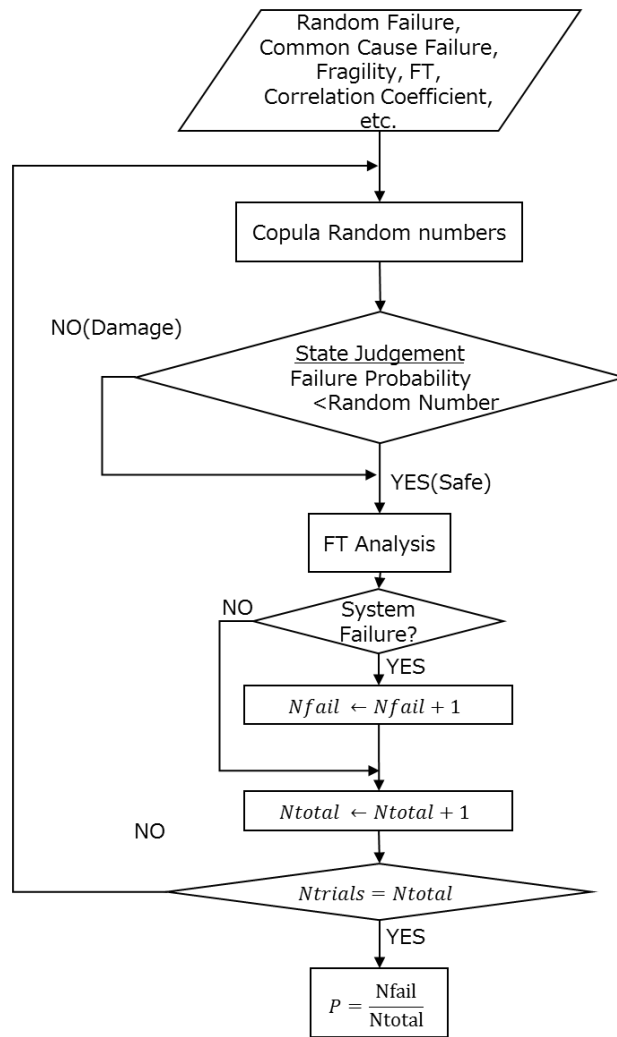 Random Failure,
Common Cause Failure,
Fragility, FT,
Correlation Coefficient,
etc.
Copula Random numbers
NO(Damage)
State Judgement
Failure Probability
<Random Number
YES(Safe)
FT Analysis
NO
System
Failure?
YES
Nfail ← Nfail + 1
Ntotal ← Ntotal + 1
NO
Ntrials = Ntotal
YES
P = Nfail
Ntotal